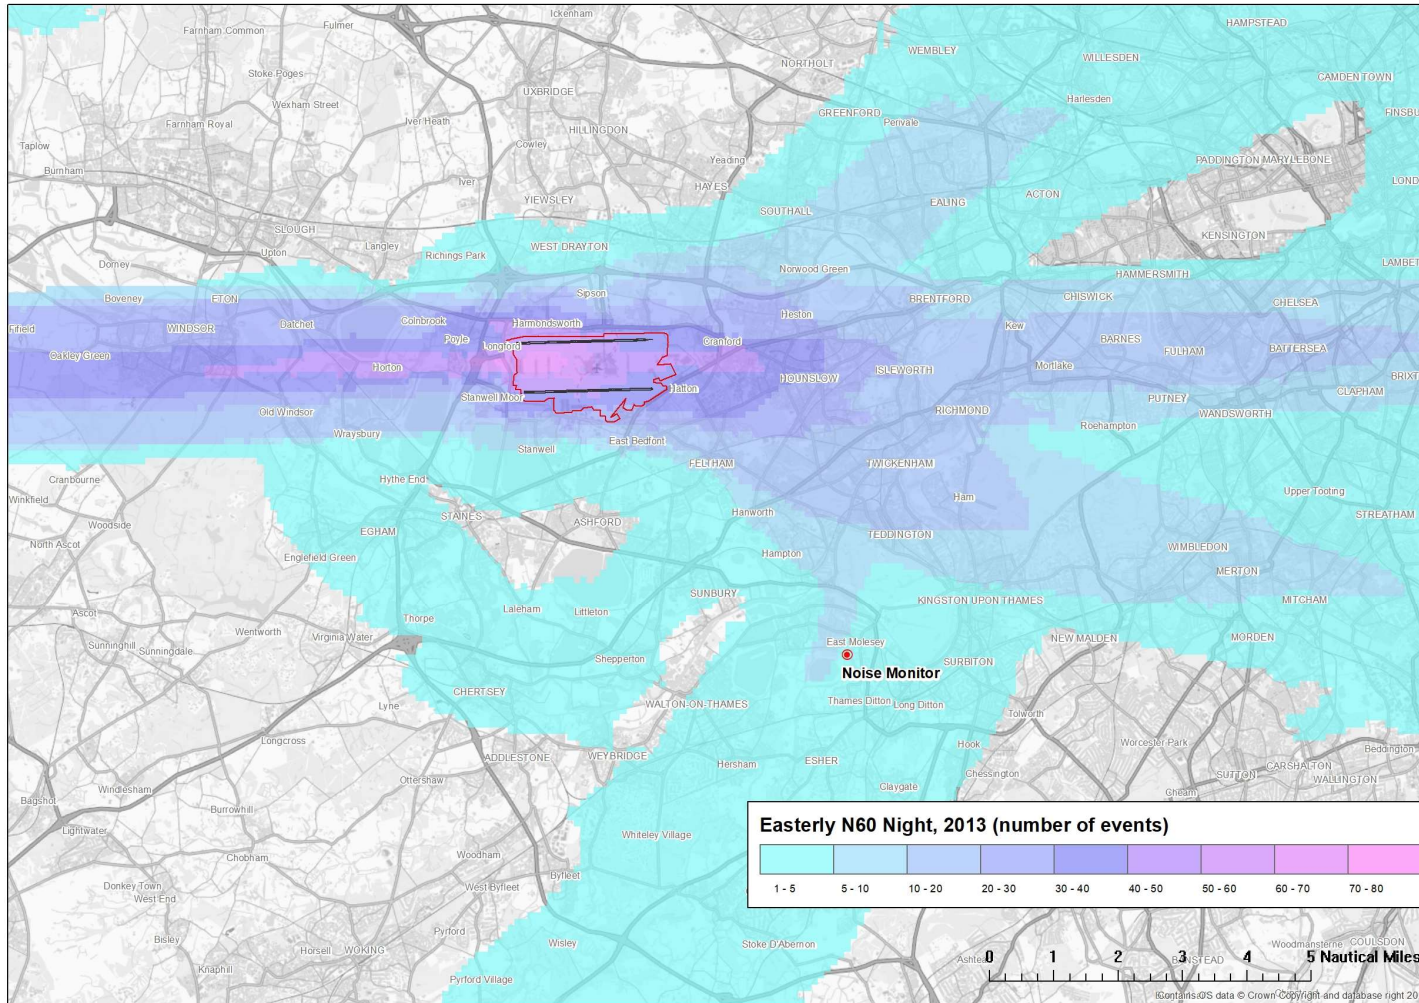 Ickenham
Farnham Common
Fulmer
HAMPSTEAD
WEMBLEY
WILLESDEN
NORTHOLT
Stoke Poges
CAMDEN TOWN
UXBRIDGE
Harlesden
Wexham Street
GREENFORD
FINSBU
Iver Heath
Perivale
Farnham Royal
HILLINGDON
Taplow
Cowley
Yeading
PADDINGTON
MARYLEBONE
Burnham
Iver
HAYES
LOND
YIEWSLEY
ACTON
EALING
SOUTHALL
SLOUGH
KENSINGTON
Langley
WEST DRAYTON
Upton
Richings Park
Dorney
LAMBET
Norwood Green
HAMMERSMITH
Boveney
ETON
Sipson
BRENTFORD
CHISWICK
CHELSEA
Heston
Colnbrook
Harmondsworth
Fifield
WINDSOR
Datchet
Kew
Poyle
Longford
Cranford
BARNES
BATTERSEA
Oakley Green
FULHAM
Horton
HOUNSLOW
ISLEWORTH
Mortlake
BRIXT
Hatton
CLAPHAM
Stanwell Moor
PUTNEY
Old Windsor
RICHMOND
WANDSWORTH
Wraysbury
Roehampton
East Bedfont
Stanwell
FELTHAM
TWICKENHAM
Cranbourne
Hythe End
Upper Tooting
Winkfield
Ham
Hanworth
STAINES
ASHFORD
STREATHAM
Woodside
EGHAM
TEDDINGTON
North Ascot
WIMBLEDON
Englefield Green
Hampton
MERTON
SUNBURY
KINGSTON UPON THAMES
MITCHAM
Ascot
Laleham
Littleton
Thorpe
Wentworth
Virginia Water
NEW MALDEN
MORDEN
Sunninghill
East Molesey
Sunningdale
Shepperton
SURBITON
Noise Monitor
CHERTSEY
Lyne
WALTON-ON-THAMES
Thames Ditton
Long Ditton
Tolworth
Longcross
Worcester Park
Beddington
ADDLESTONE
WEYBRIDGE
Hook
Hersham
ESHER
CARSHALTON
Chessington
SUTTON
WALLINGTON
Ottershaw
Claygate
Windlesham
Cheam
Bagshot
Burrowhill
Lightwater
Whiteley Village
Easterly N60 Night, 2013 (number of events)
Chobham
Woodham
Byfleet
Donkey Town
West Byfleet
1 - 5 5 - 10 10 - 20 20 - 30 30 - 40 40 - 50 50 - 60 60 - 70 70 - 80
West End
Pyrford
Bisley
Wisley
Stoke D'Abernon
Woodmansterne
COULSDON
Horsell
WOKING
0 1 2 3 4 5 Nautical Miles
Knaphill
Pyrford Village